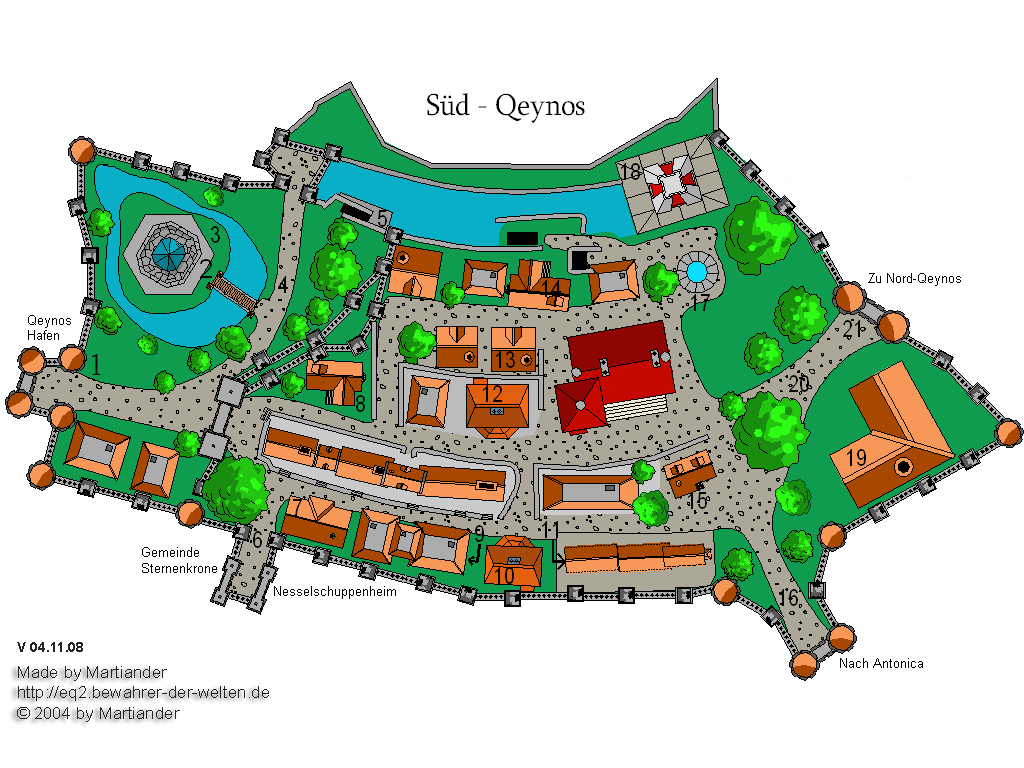 Süd - Qeynos
18
5
3
2
4
Zu Nord-Qeynos
14
17
Qeynos
Hafen
21
1
13
20
12
8
19
7
15
9
11
6
10
Gemeinde
Sternenkrone
Nesselschuppenheim
16
V 04.11.08
Nach Antonica
Made by Martiander
http://eq2.bewahrer-der-welten.de
© 2004 by Martiander